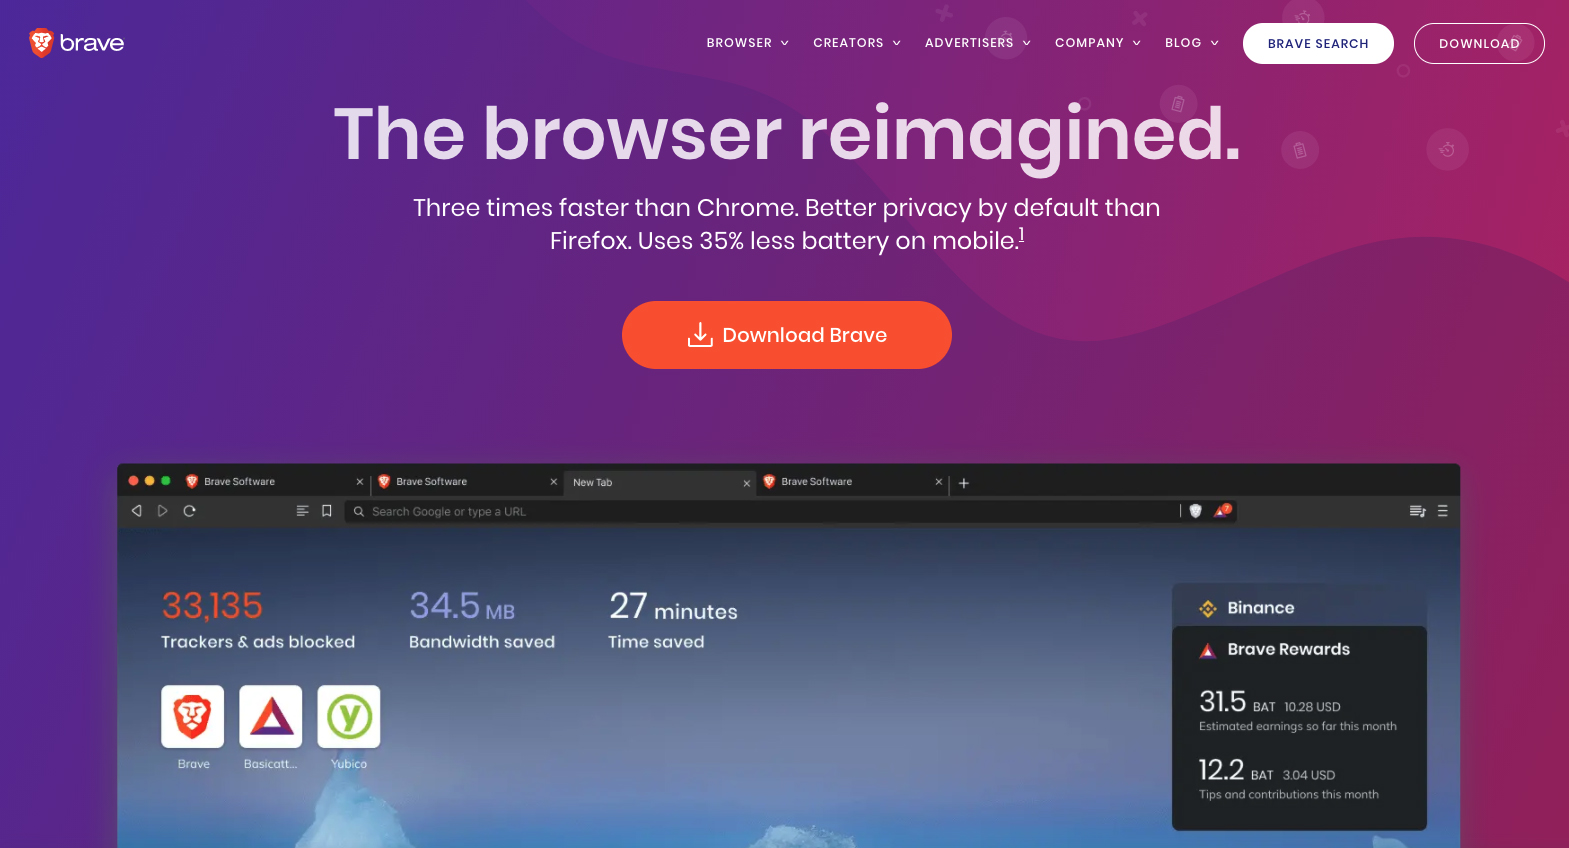 brave
BROWSER
CREATORS
ADVERTISERS
COMPANY
BLOG
BRAVE SEARCH
DOWNLOAD
The browser reimagined.
Three times faster than Chrome. Better privacy by default than
Firefox. Uses 35% less battery on mobile.1
Download Brave
Brave Software
Brave Software
New Tab
Brave Software
Search Google or type a URL
7
33,135
Trackers & ads blocked
34.5 MB
Bandwidth saved
27 minutes
Time saved
Brave
Basicatt...
Yubico
Binance
Brave Rewards
31.5 BAT 10.28 USD
Estimated earnings so far this month
12.2 BAT 3.04 USD
Tips and contributions this month